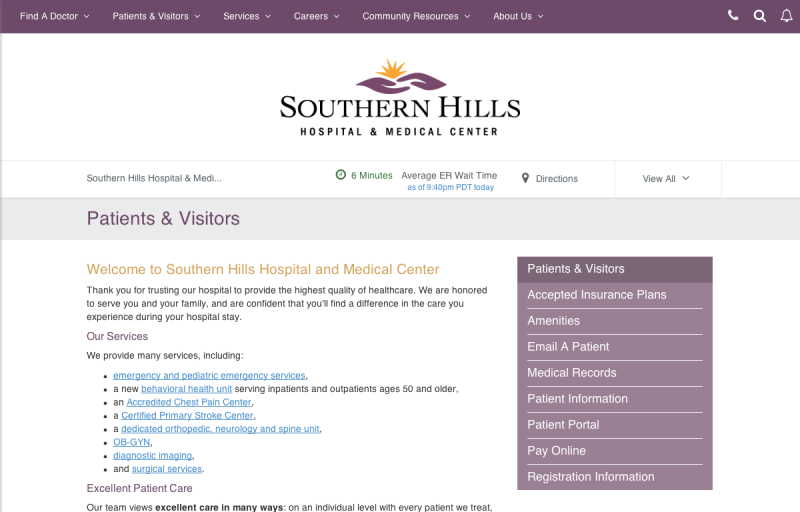 Find A Doctor Patients & Visitors Services Careers Community Resources About Us
SOUTHERN HILLS
HOSPITAL & MEDICAL CENTER
Southern Hills Hospital & Medi... 6 Minutes Average ER Wait Time Directions View All
as of 9:40pm PDT today
Patients & Visitors
Welcome to Southern Hills Hospital and Medical Center
Thank you for trusting our hospital to provide the highest quality of healthcare. We are honored
to serve you and your family, and are confident that you'll find a difference in the care you
experience during your hospital stay.
Our Services
We provide many services, including:
emergency and pediatric emergency services,
a new behavioral health unit serving inpatients and outpatients ages 50 and older,
an Accredited Chest Pain Center,
a Certified Primary Stroke Center,
a dedicated orthopedic, neurology and spine unit,
OB-GYN,
diagnostic imaging,
and surgical services.
Excellent Patient Care
Our team views excellent care in many ways: on an individual level with every patient we treat,
Patients & Visitors
Accepted Insurance Plans
Amenities
Email A Patient
Medical Records
Patient Information
Patient Portal
Pay Online
Registration Information